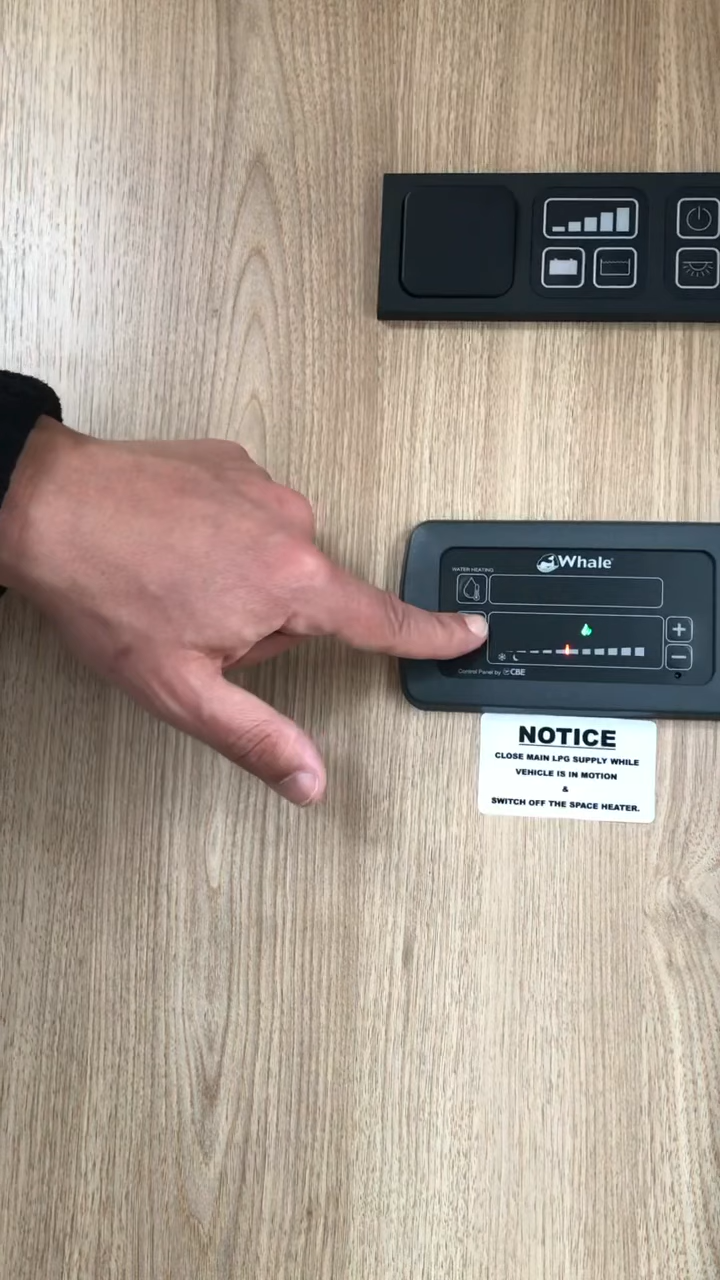 WATER HEATING
Whale
Control Panel by CBE
NOTICE
CLOSE MAIN LPG SUPPLY WHILE
VEHICLE IS IN MOTION
&
SWITCH OFF THE SPACE HEATER.